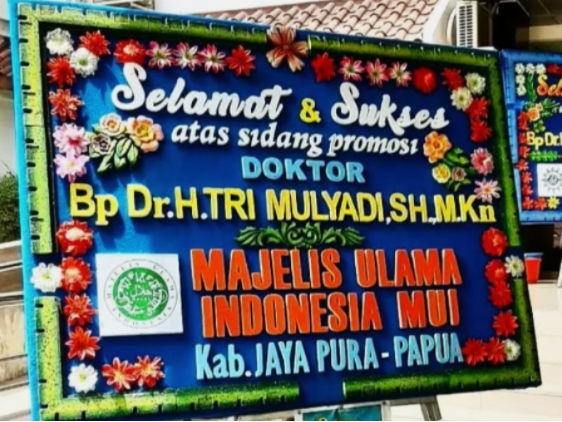 Selamat & Sukses
atas sidang promosi
DOKTOR
Bp Dr.H.TRI MULYADI,SH.,M.Kn
MAJELIS ULAMA
INDONESIA MUI
Kab.JAYA PURA - PAPUA